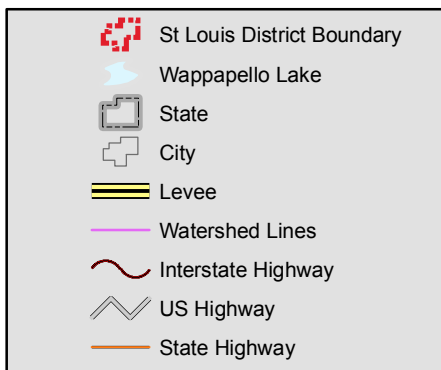 St Louis District Boundary
Wappapello Lake
State
City
Levee
Watershed Lines
Interstate Highway
US Highway
State Highway